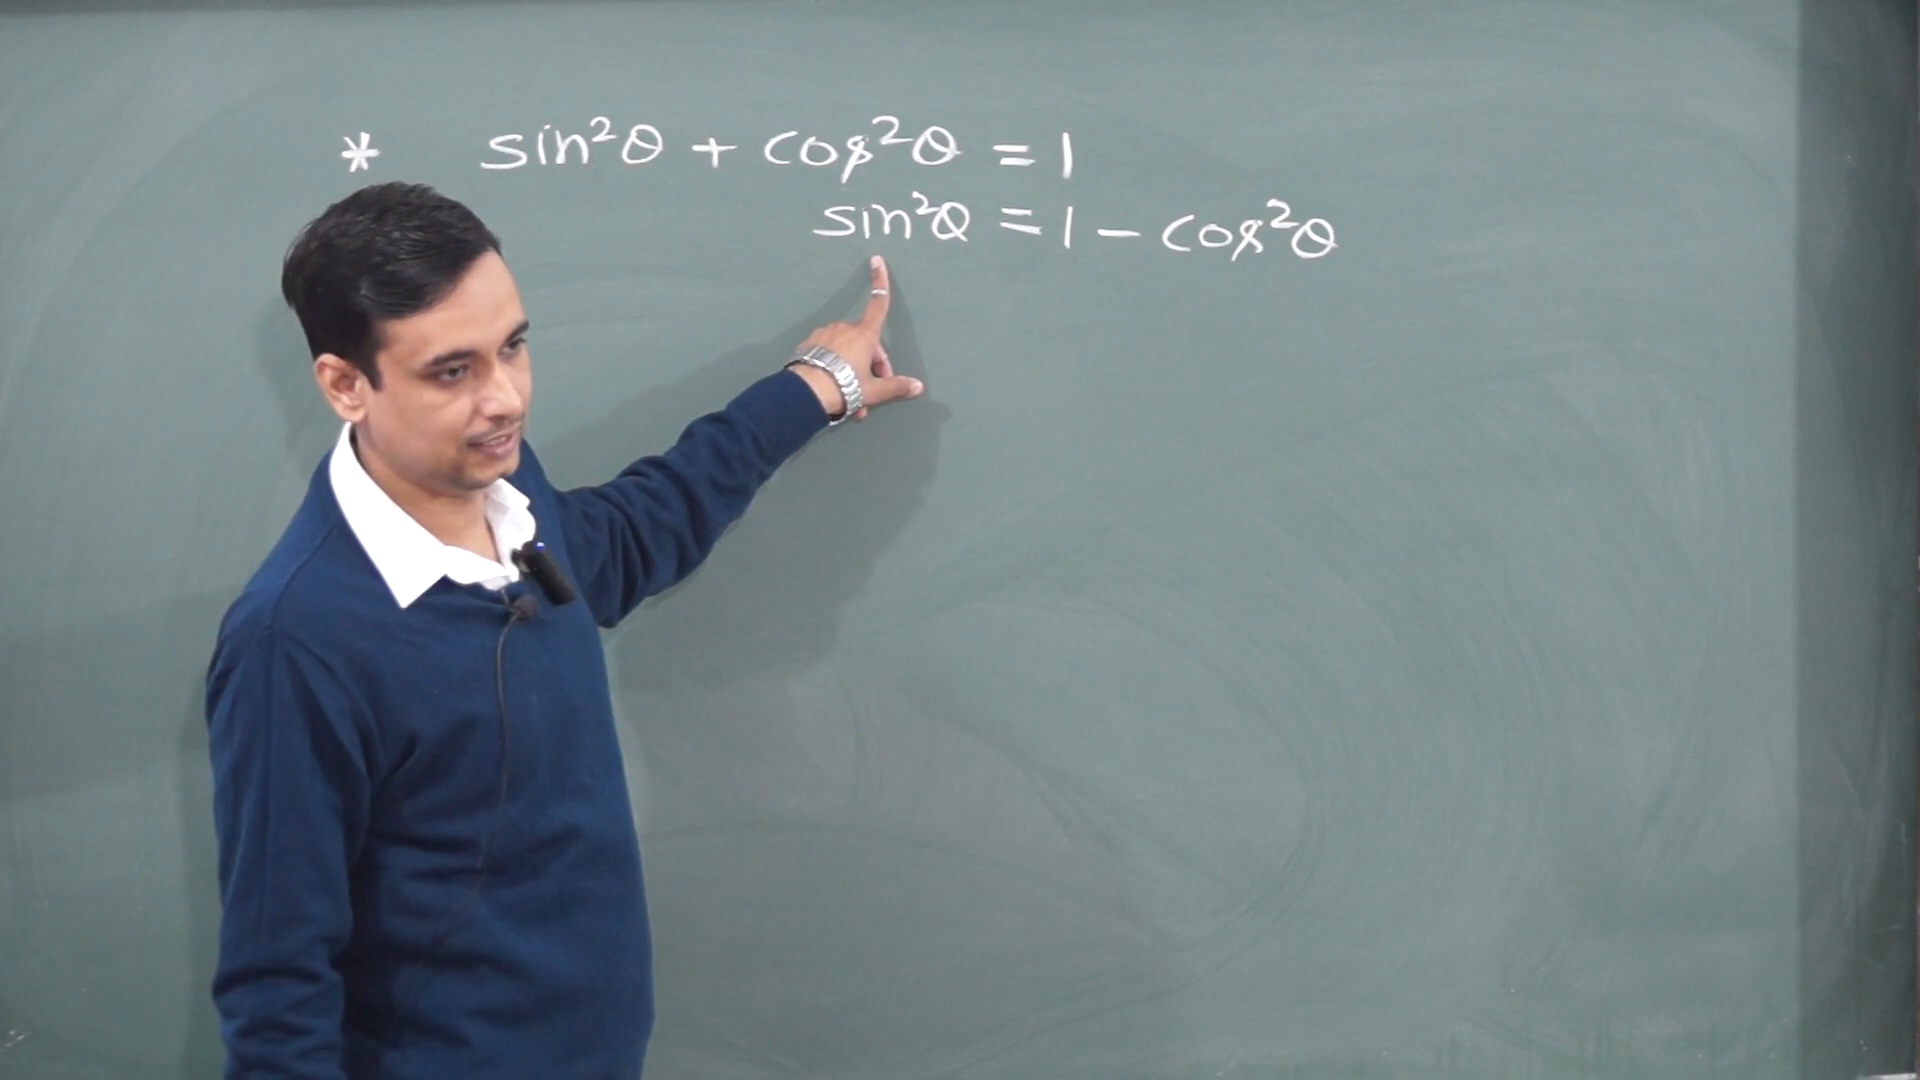 * sin²θ + cos²θ = 1
sin²θ = 1 - cos²θ